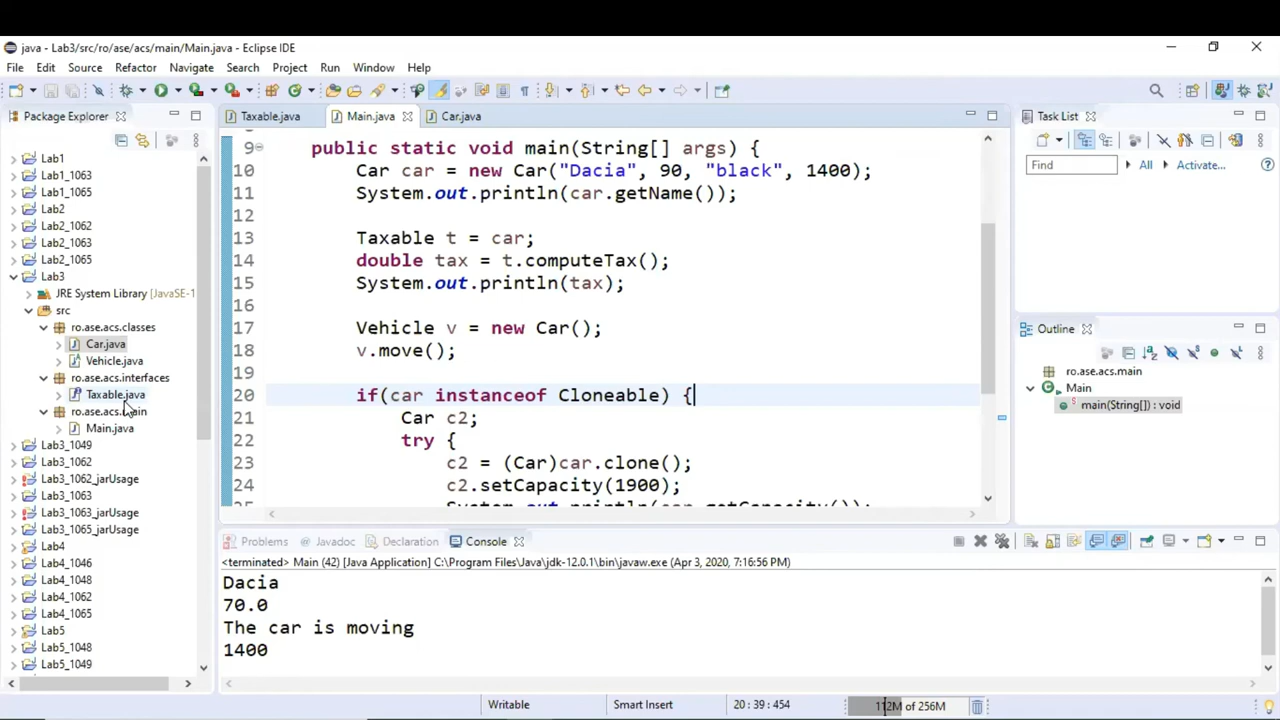 java - Lab3/src/ro/ase/acs/main/Main.java - Eclipse IDE
File Edit Source Refactor Navigate Search Project Run Window Help
Package Explorer
Lab1
Lab1_1063
Lab1_1065
Lab2
Lab2_1062
Lab2_1063
Lab2_1065
Lab3
JRE System Library [JavaSE-1
src
ro.ase.acs.classes
Car.java
Vehicle.java
ro.ase.acs.interfaces
Taxable.java
ro.ase.acs.main
Main.java
Lab3_1049
Lab3_1062
Lab3_1062_jarUsage
Lab3_1063
Lab3_1063_jarUsage
Lab3_1065_jarUsage
Lab4
Lab4_1046
Lab4_1048
Lab4_1062
Lab4_1065
Lab5
Lab5_1048
Lab5_1049
Taxable.java Main.java Car.java
9 public static void main(String[] args) {
10 Car car = new Car("Dacia", 90, "black", 1400);
11 System.out.println(car.getName());
12
13 Taxable t = car;
14 double tax = t.computeTax();
15 System.out.println(tax);
16
17 Vehicle v = new Car();
18 v.move();
19
20 if(car instanceof Cloneable) {
21 Car c2;
22 try {
23 c2 = (Car)car.clone();
24 c2.setCapacity(1900);
25 System.out.println(car.getCapacity());
Task List
Find All Activate...
Outline
ro.ase.acs.main
Main
main(String[]) : void
Problems Javadoc Declaration Console
<terminated> Main (42) [Java Application] C:\Program Files\Java\jdk-12.0.1\bin\javaw.exe (Apr 3, 2020, 7:16:56 PM)
Dacia
70.0
The car is moving
1400
Writable Smart Insert 20 : 39 : 454 112M of 256M